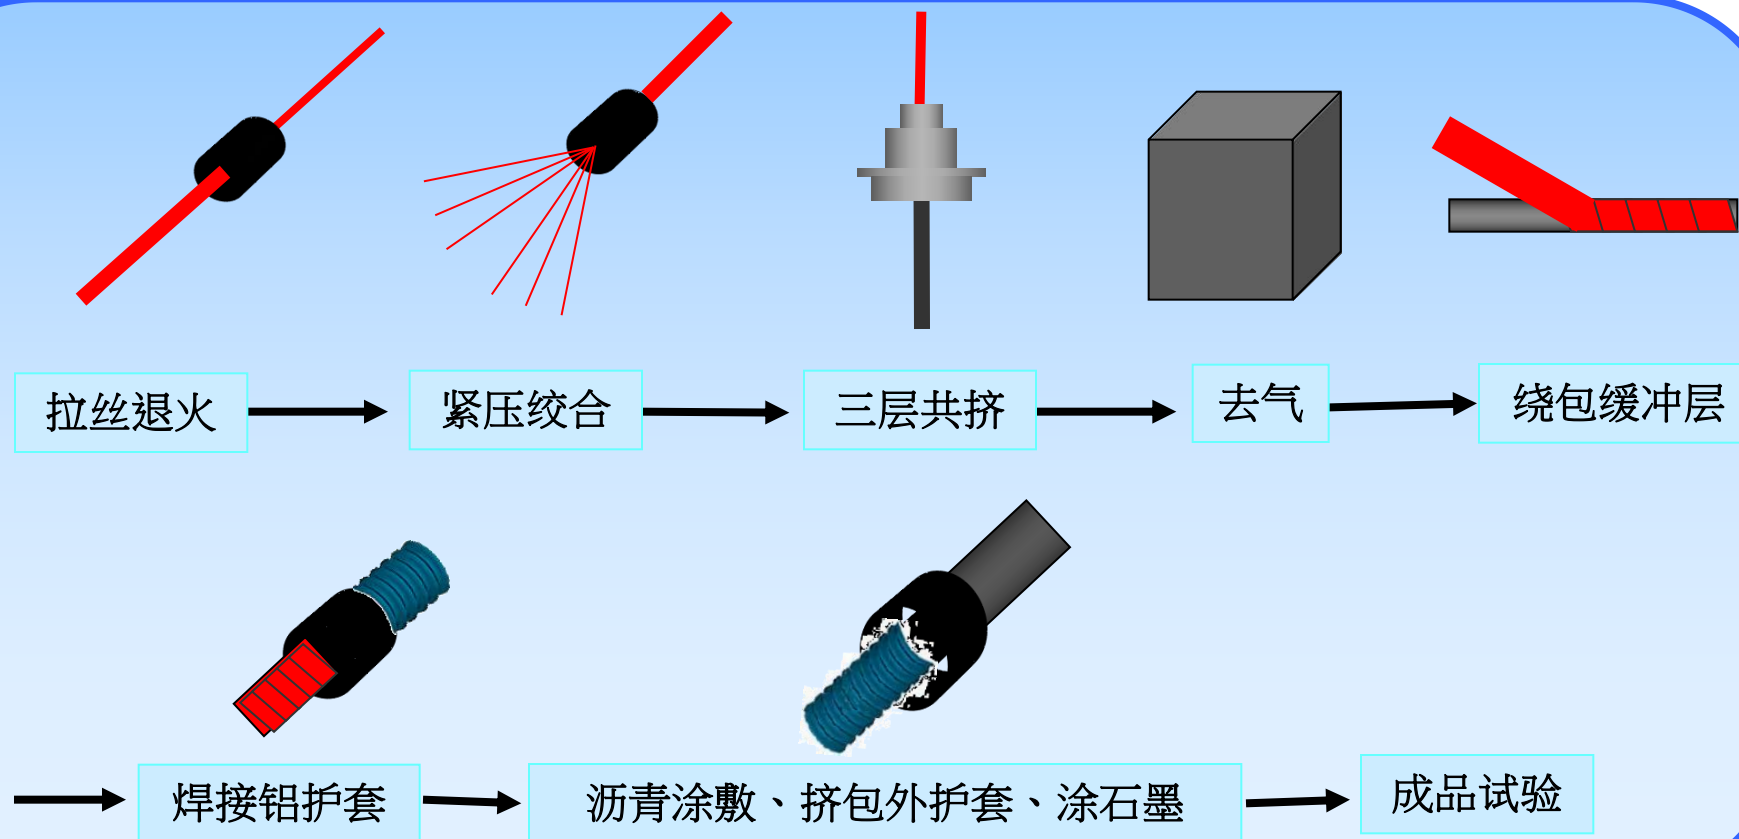 拉丝退火
紧压绞合
三层共挤
去气
绕包缓冲层
焊接铝护套
沥青涂敷、挤包外护套、涂石墨
成品试验